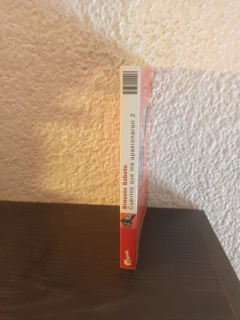 Ernesto Sabato
Cuentos que me apasionaron 2